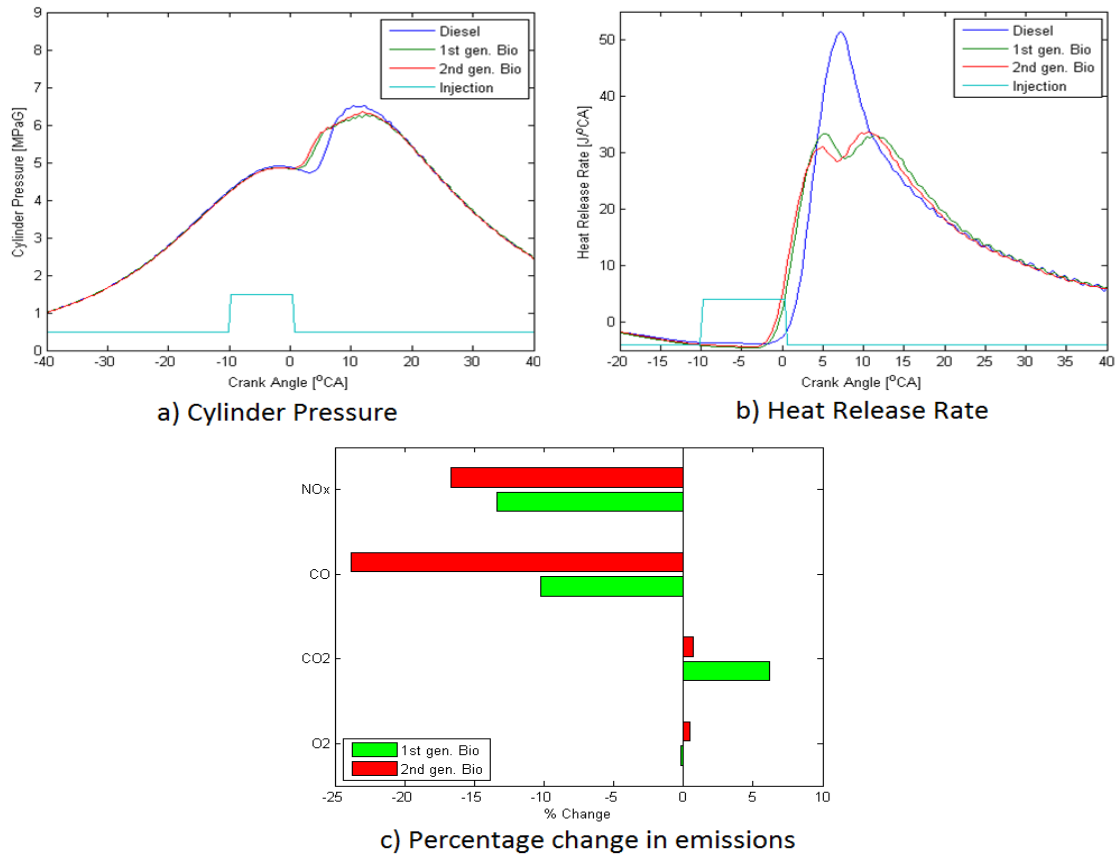 9
8
7
6
5
4
3
2
1
0
Cylinder Pressure [MPaG]
Diesel
1st gen. Bio
2nd gen. Bio
Injection
-40 -30 -20 -10 0 10 20 30 40
Crank Angle [ºCA]
a) Cylinder Pressure
50
40
30
20
10
0
Heat Release Rate [J/ºCA]
Diesel
1st gen. Bio
2nd gen. Bio
Injection
-20 -15 -10 -5 0 5 10 15 20 25 30 35 40
Crank Angle [ºCA]
b) Heat Release Rate
NOx
CO
CO2
O2
1st gen. Bio
2nd gen. Bio
-25 -20 -15 -10 -5 0 5 10
% Change
c) Percentage change in emissions